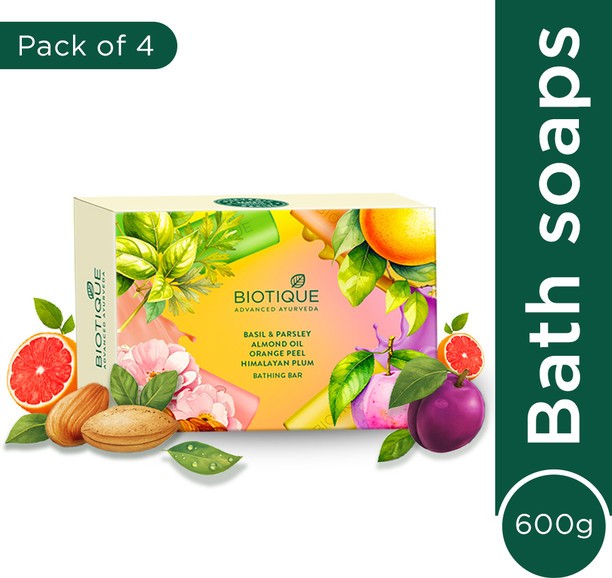 Pack of 4
BIOTIQUE
ADVANCED AYURVEDA
BIOTIQUE
ADVANCED AYURVEDA
BASIL & PARSLEY
ALMOND OIL
ORANGE PEEL
HIMALAYAN PLUM
BATHING BAR
Bath soaps
600g